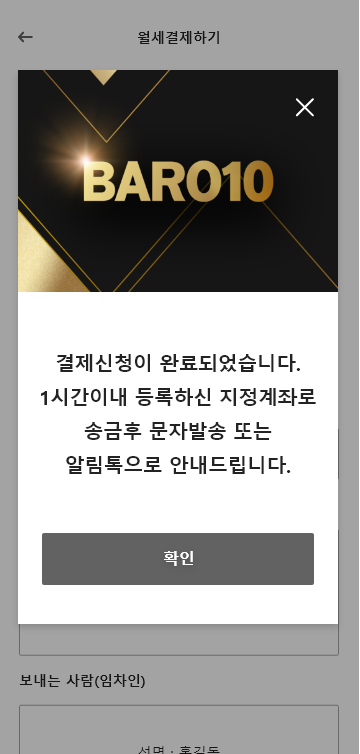 월세결제하기
BARO10
결제신청이 완료되었습니다.
1시간이내 등록하신 지정계좌로
송금후 문자발송 또는
알림톡으로 안내드립니다.
확인
보내는 사람(임차인)
성명 : 홍길동